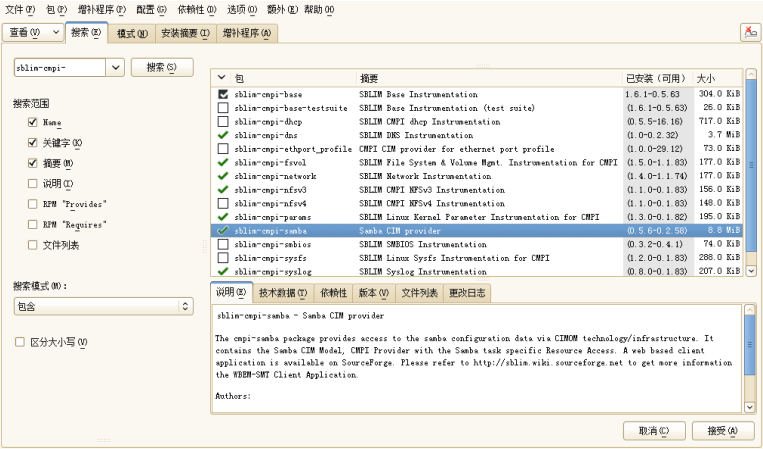 文件(F) 包(P) 增补程序(P) 配置(G) 依赖性(D) 选项(O) 额外(E) 帮助(H)
查看(V) 搜索(R) 模式(N) 安装摘要(I) 增补程序(A)
sblim-cmpi- 搜索(S)
搜索范围
Name
关键字(K)
摘要(M)
说明(I)
RPM "Provides"
RPM "Requires"
文件列表
搜索模式(M):
包含
区分大小写(V)
包 摘要 已安装（可用） 大小
sblim-cmpi-base SBLIM Base Instrumentation 1.6.1-0.5.63 304.0 KiB
sblim-cmpi-base-testsuite SBLIM Base Instrumentation (test suite) (1.6.1-0.5.63) 26.0 KiB
sblim-cmpi-dhcp SBLIM CMPI dhcp Instrumentation (0.5.5-16.16) 717.0 KiB
sblim-cmpi-dns SBLIM DNS Instrumentation (1.0-0.2.32) 3.7 MiB
sblim-cmpi-ethport_profile CMPI CIM provider for ethernet port profile (1.0.0-29.12) 73.0 KiB
sblim-cmpi-fsvol SBLIM File System & Volume Mgmt. Instrumentation for CMPI (1.5.0-1.1.83) 177.0 KiB
sblim-cmpi-network SBLIM Network Instrumentation (1.4.0-1.1.74) 177.0 KiB
sblim-cmpi-nfsv3 SBLIM CMPI NFSv3 Instrumentation (1.1.0-0.1.83) 156.0 KiB
sblim-cmpi-nfsv4 SBLIM CMPI NFSv4 Instrumentation (1.1.0-0.1.83) 148.0 KiB
sblim-cmpi-params SBLIM Linux Kernel Parameter Instrumentation for CMPI (1.3.0-0.1.82) 195.0 KiB
sblim-cmpi-samba Samba CIM provider (0.5.6-0.2.58) 8.8 MiB
sblim-cmpi-smbios SBLIM SMBIOS Instrumentation (0.3.2-0.4.1) 74.0 KiB
sblim-cmpi-sysfs SBLIM Linux Sysfs Instrumentation for CMPI (1.2.0-0.1.83) 288.0 KiB
sblim-cmpi-syslog SBLIM Syslog Instrumentation (0.8.0-0.1.83) 207.0 KiB
说明(E) 技术数据(T) 依赖性 版本(V) 文件列表 更改日志
sblim-cmpi-samba - Samba CIM provider
The cmpi-samba package provides access to the samba configuration data via CIMOM technology/infrastructure. It
contains the Samba CIM Model, CMPI Provider with the Samba task specific Resource Access. A web based client
application is available on SourceForge. Please refer to http://sblim.wiki.sourceforge.net to get more information
the WBEM-SMT Client Application.
Authors:
取消(C) 接受(A)